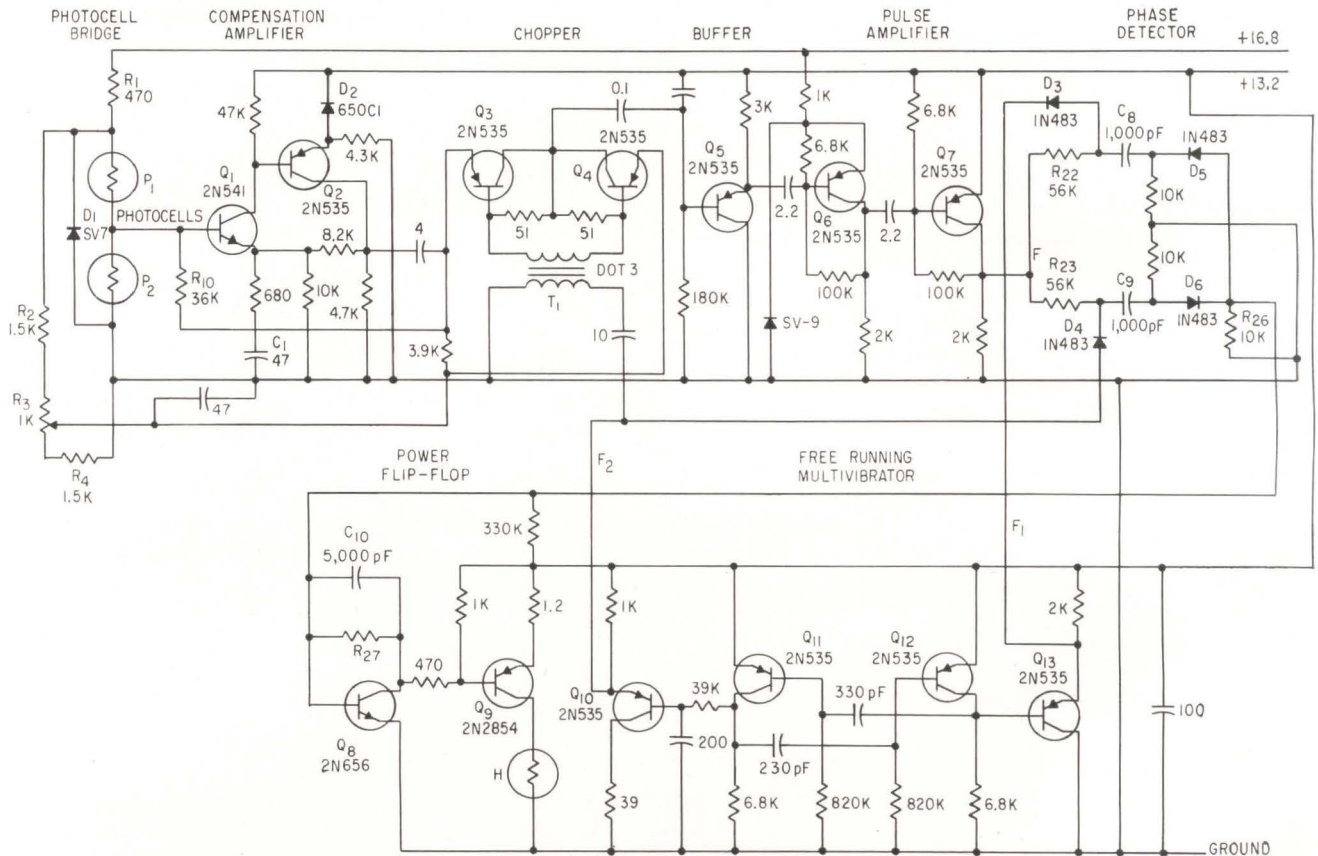 PHOTOCELL
BRIDGE
COMPENSATION
AMPLIFIER
CHOPPER
BUFFER
PULSE
AMPLIFIER
PHASE
DETECTOR
+16.8
+13.2
R1
470
P1
D1
SV7
PHOTOCELLS
P2
R2
1.5K
R3
1K
R4
1.5K
47K
Q1
2N541
D2
650C1
4.3K
Q2
2N535
8.2K
R10
36K
680
10K
4.7K
C1
47
47
4
3.9K
Q3
2N535
0.1
2N535
Q4
51
51
DOT 3
T1
10
3K
Q5
2N535
180K
2.2
1K
6.8K
Q6
2N535
100K
SV-9
2K
2.2
6.8K
Q7
2N535
100K
2K
F
D3
1N483
C8
1,000pF
1N483
D5
R22
56K
10K
10K
R23
56K
C9
1,000pF
D6
1N483
D4
1N483
R26
10K
POWER
FLIP-FLOP
F2
FREE RUNNING
MULTIVIBRATOR
F1
330K
C10
5,000pF
1K
1.2
R27
470
Q8
2N656
Q9
2N2854
H
1K
Q10
2N535
39K
200
39
Q11
2N535
230pF
330pF
6.8K
820K
820K
6.8K
Q12
2N535
Q13
2N535
2K
100
GROUND